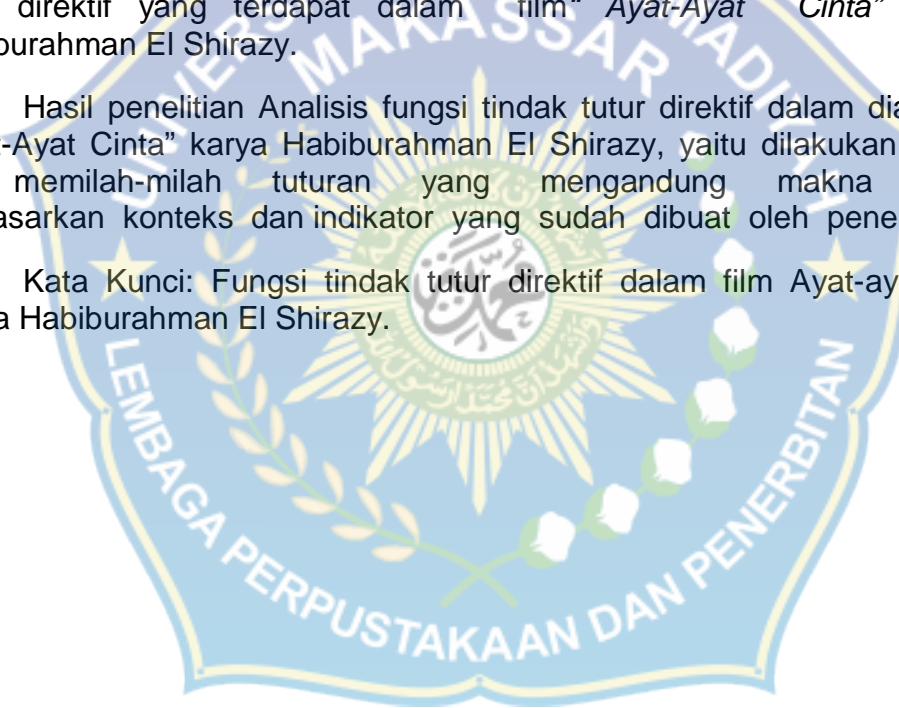 direktif yang terdapat dalam film“ Ayat-Ayat Cinta”
burahman El Shirazy.
Hasil penelitian Analisis fungsi tindak tutur direktif dalam dia
-Ayat Cinta” karya Habiburahman El Shirazy, yaitu dilakukan
memilah-milah tuturan yang mengandung makna
asarkan konteks dan indikator yang sudah dibuat oleh pene
Kata Kunci: Fungsi tindak tutur direktif dalam film Ayat-ay
a Habiburahman El Shirazy.
MAKASSAR
LEMBAGA PERPUSTAKAAN DAN PENERBITAN